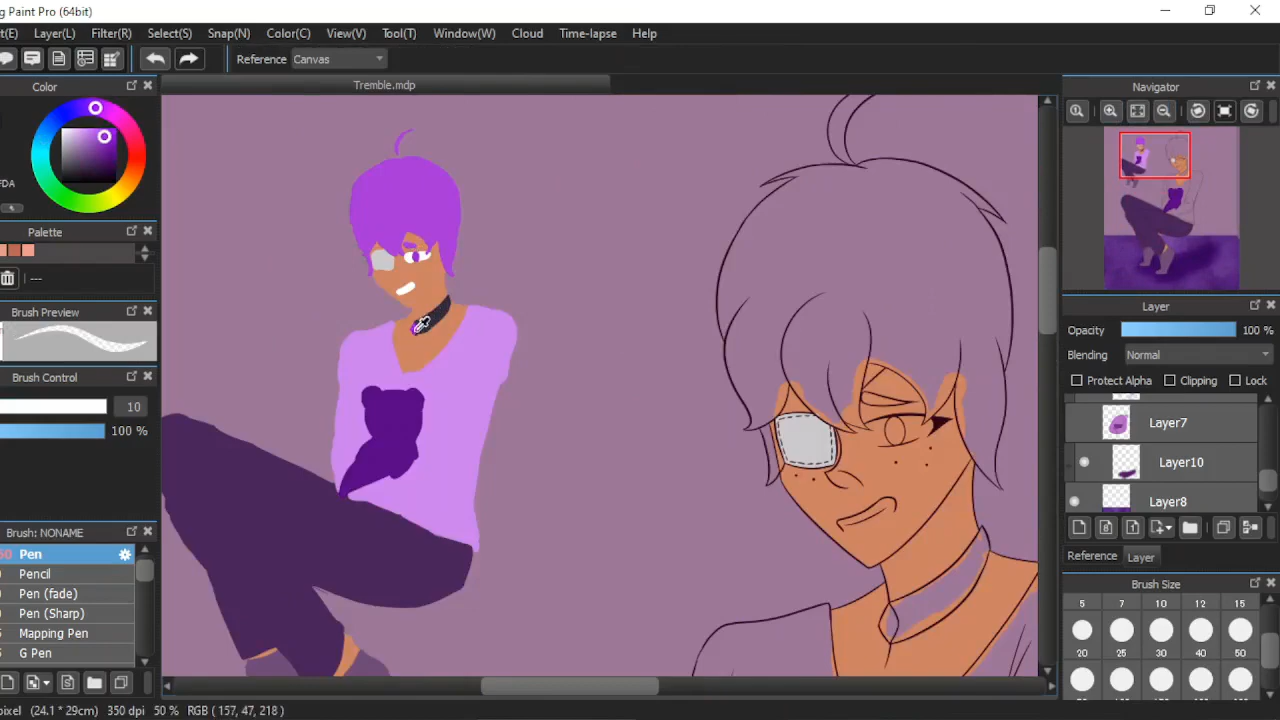 g Paint Pro (64bit)
t(E) Layer(L) Filter(R) Select(S) Snap(N) Color(C) View(V) Tool(T) Window(W) Cloud Time-lapse Help
Reference Canvas
Color
Tremble.mdp
Navigator
FDA
Palette
---
Brush Preview
Layer
Opacity 100 %
Blending Normal
Brush Control
Protect Alpha Clipping Lock
10
100 %
Layer7
Layer10
Layer8
Brush: NONAME
50 Pen
Pencil
Pen (fade)
Pen (Sharp)
Mapping Pen
G Pen
Reference Layer
Brush Size
5 7 10 12 15
20 25 30 40 50
pixel (24.1 * 29cm) 350 dpi 50 % RGB ( 157, 47, 218 )